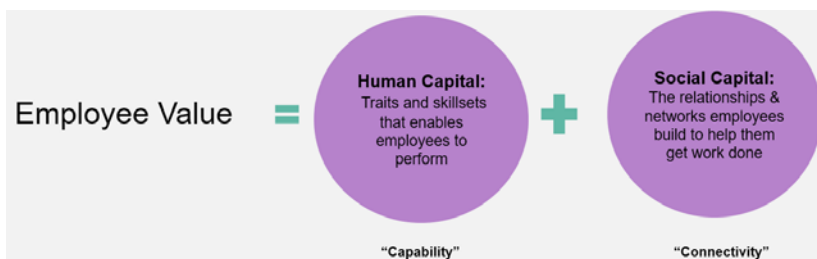 Employee Value
=
Human Capital:
Traits and skillsets
that enables
employees to
perform
+
Social Capital:
The relationships &
networks employees
build to help them
get work done
“Capability”
“Connectivity”